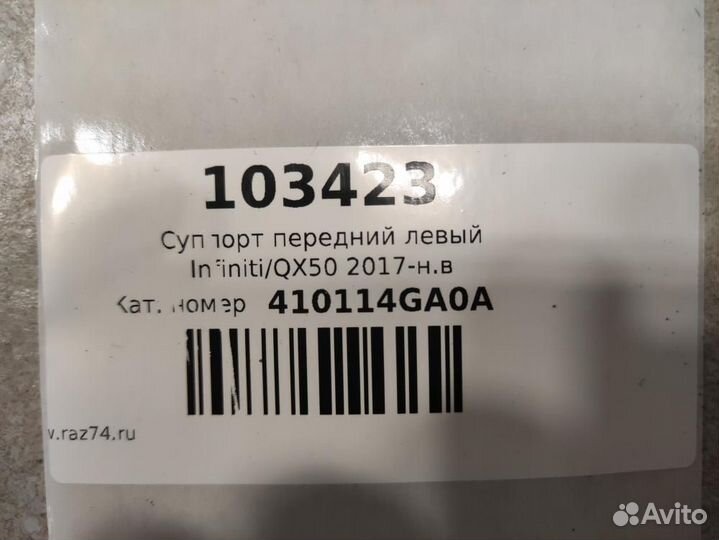 103423
Суппорт передний левый
Infiniti/QX50 2017-н.в
Кат. номер 410114GA0A
w.raz74.ru
Avito